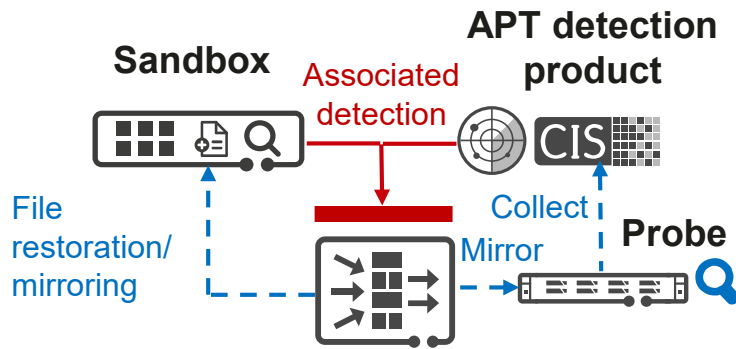 APT detection
product
Sandbox
Associated
detection
CIS
File
restoration/
mirroring
Collect
Probe
Mirror